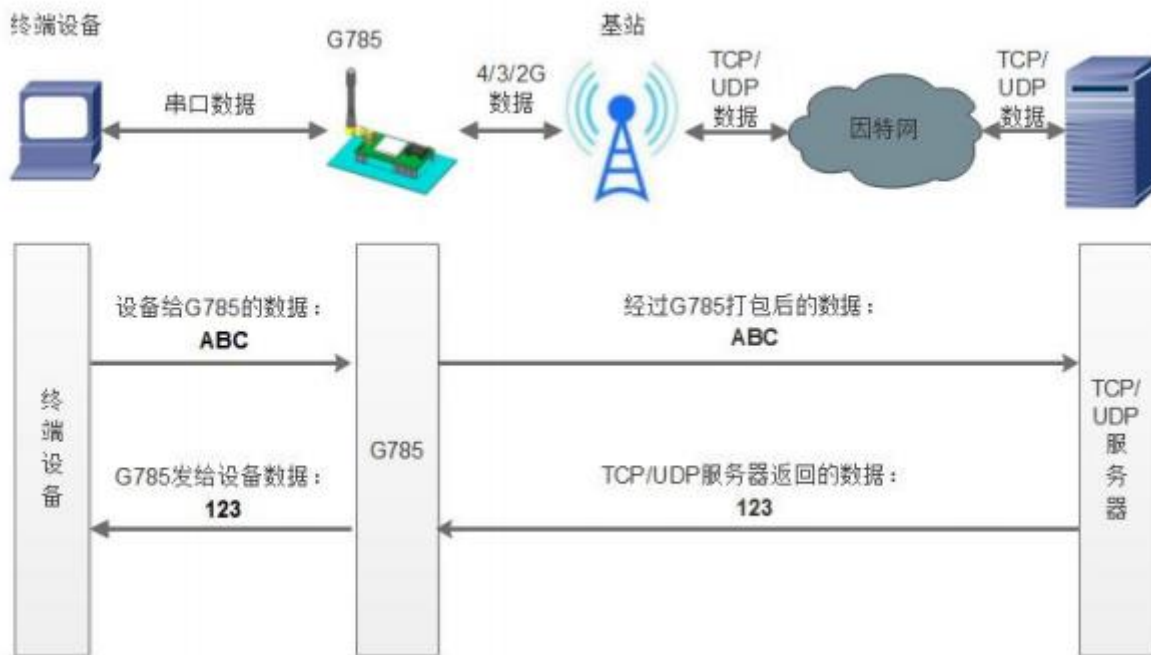 终端设备
G785
基站
串口数据
4/3/2G
数据
TCP/
UDP
数据
因特网
TCP/
UDP
数据
设备给G785的数据：
ABC
经过G785打包后的数据：
ABC
终
端
设
备
G785
TCP/
UDP
服
务
器
G785发给设备数据：
123
TCP/UDP服务器返回的数据：
123